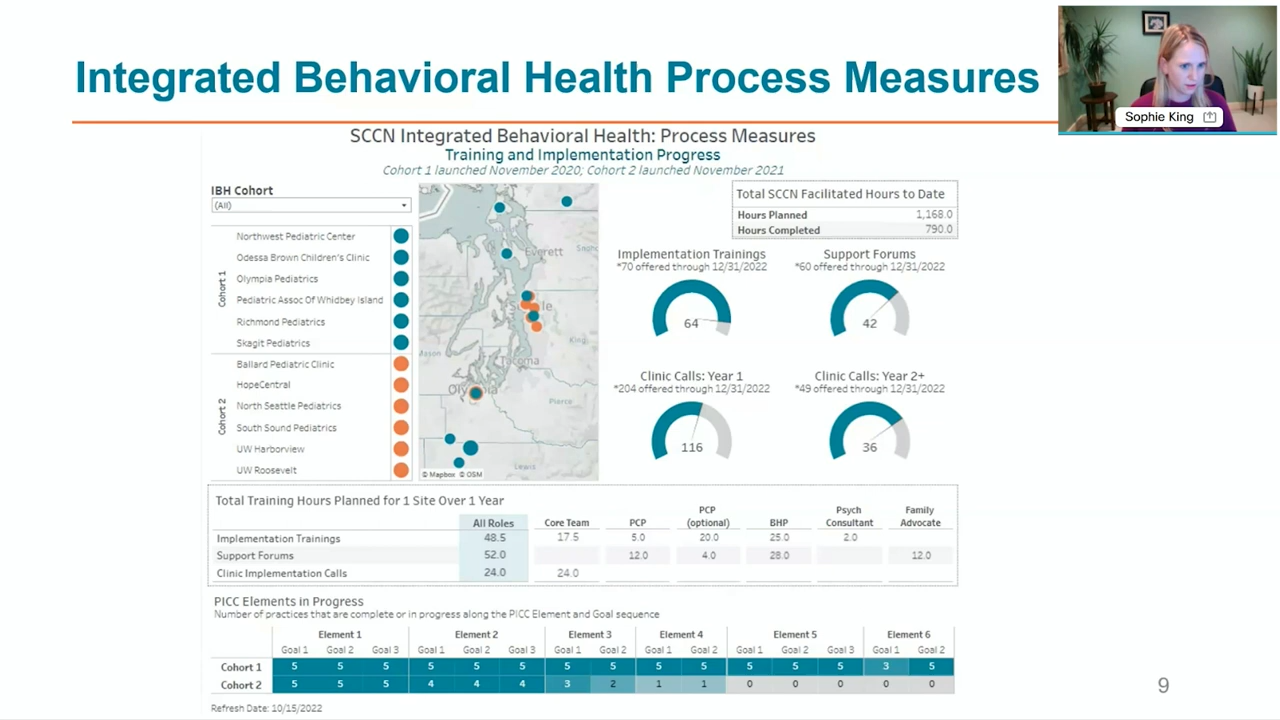 Integrated Behavioral Health Process Measures
Sophie King
SCCN Integrated Behavioral Health: Process Measures
Training and Implementation Progress
Cohort 1 launched November 2020; Cohort 2 launched November 2021
IBH Cohort
(All)
Cohort 1
Northwest Pediatric Center
Odessa Brown Children's Clinic
Olympia Pediatrics
Pediatric Assoc Of Whidbey Island
Richmond Pediatrics
Skagit Pediatrics
Cohort 2
Ballard Pediatric Clinic
HopeCentral
North Seattle Pediatrics
South Sound Pediatrics
UW Harborview
UW Roosevelt
Everett
King
Tacoma
Pierce
Lewis
© Mapbox © OSM
Total SCCN Facilitated Hours to Date
Hours Planned 1,168.0
Hours Completed 790.0
Implementation Trainings
*70 offered through 12/31/2022
64
Support Forums
*60 offered through 12/31/2022
42
Clinic Calls: Year 1
*204 offered through 12/31/2022
116
Clinic Calls: Year 2+
*49 offered through 12/31/2022
36
Total Training Hours Planned for 1 Site Over 1 Year
All Roles Core Team PCP PCP (optional) BHP Psych Consultant Family Advocate
Implementation Trainings 48.5 17.5 5.0 20.0 25.0 2.0
Support Forums 52.0 12.0 4.0 28.0 12.0
Clinic Implementation Calls 24.0 24.0
PICC Elements in Progress
Number of practices that are complete or in progress along the PICC Element and Goal sequence
Element 1 Element 2 Element 3 Element 4 Element 5 Element 6
Goal 1 Goal 2 Goal 3 Goal 1 Goal 2 Goal 3 Goal 1 Goal 2 Goal 1 Goal 2 Goal 1 Goal 2 Goal 3 Goal 1 Goal 2
Cohort 1 5 5 5 5 5 5 5 5 5 5 5 5 5 3 5
Cohort 2 5 5 5 4 4 4 3 2 1 1 0 0 0 0 0
Refresh Date: 10/15/2022
9